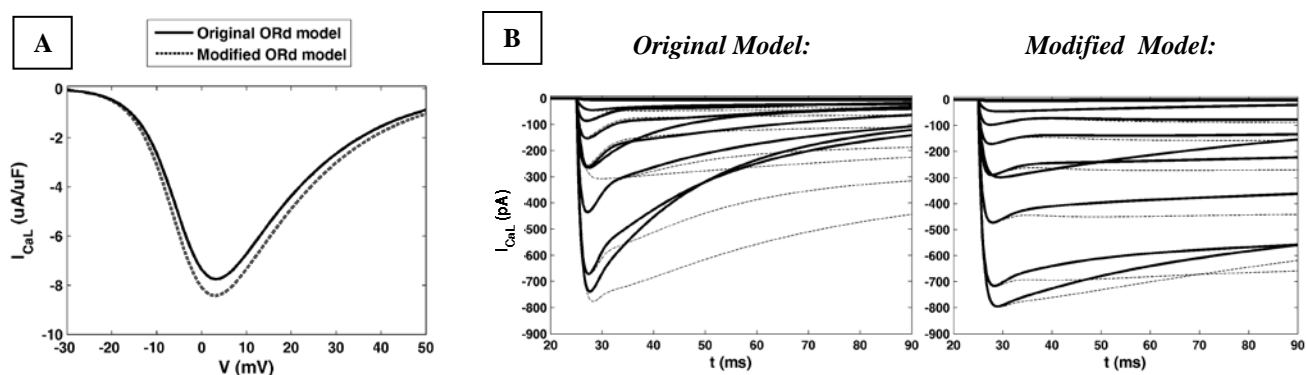 A
Original ORd model
Modified ORd model
0
-2
-4
-6
-8
-10
I_CaL (uA/uF)
-30 -20 -10 0 10 20 30 40 50
V (mV)
B
Original Model:
Modified Model:
0
-100
-200
-300
-400
-500
-600
-700
-800
-900
I_CaL (pA)
20 30 40 50 60 70 80 90
t (ms)
0
-100
-200
-300
-400
-500
-600
-700
-800
-900
20 30 40 50 60 70 80 90
t (ms)